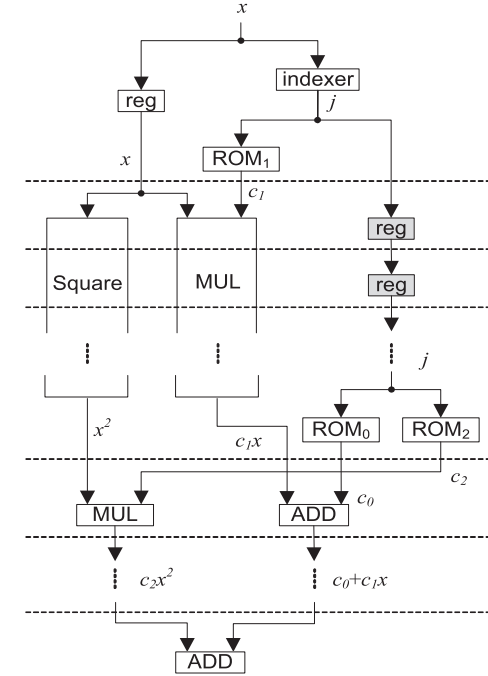 x
indexer
reg
j
x
ROM₁
c₁
reg
Square
MUL
reg
j
x²
c₁x
ROM₀
ROM₂
c₂
c₀
MUL
ADD
c₂x²
c₀+c₁x
ADD